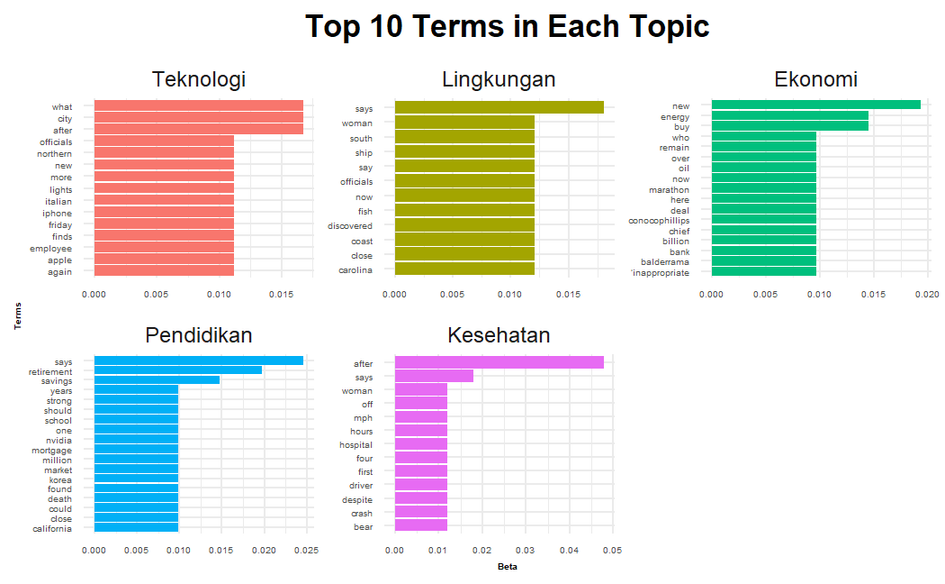 Top 10 Terms in Each Topic
Teknologi
what
city
after
officials
northern
new
more
lights
italian
iphone
friday
finds
employee
apple
again
0.000 0.005 0.010 0.015
Lingkungan
says
woman
south
ship
say
officials
now
fish
discovered
coast
close
carolina
0.000 0.005 0.010 0.015
Ekonomi
new
energy
buy
who
remain
over
oil
now
marathon
here
deal
conocophillips
chief
billion
bank
balderrama
'inappropriate
0.000 0.005 0.010 0.015 0.020
Terms
Pendidikan
says
retirement
savings
years
strong
should
school
one
nvidia
mortgage
million
market
korea
found
death
could
close
california
0.000 0.005 0.010 0.015 0.020 0.025
Kesehatan
after
says
woman
off
mph
hours
hospital
four
first
driver
despite
crash
bear
0.00 0.01 0.02 0.03 0.04 0.05
Beta